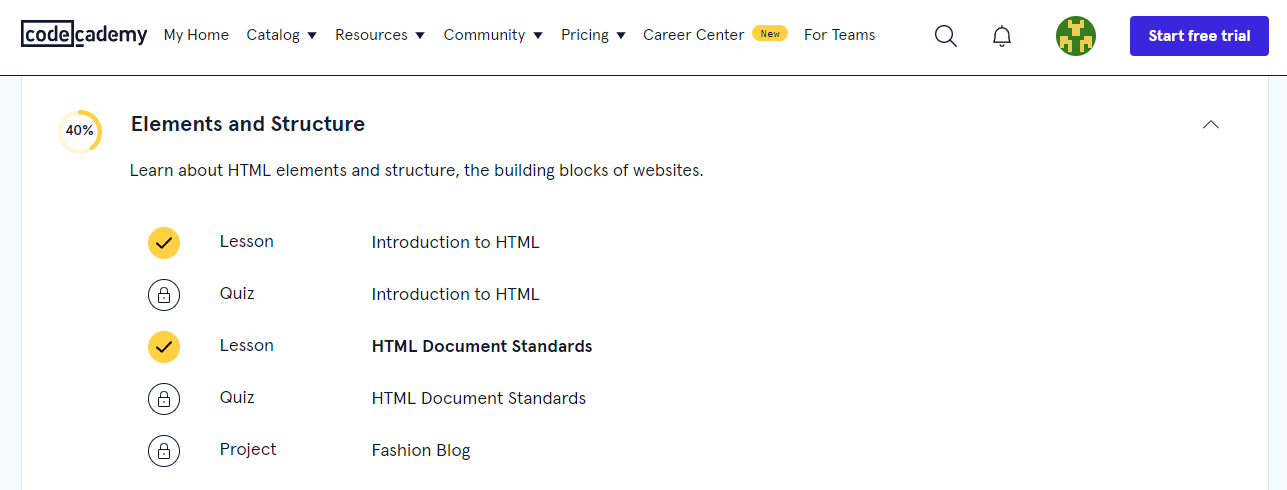 codecademy My Home Catalog Resources Community Pricing Career Center New For Teams Start free trial
40% Elements and Structure
Learn about HTML elements and structure, the building blocks of websites.
Lesson Introduction to HTML
Quiz Introduction to HTML
Lesson HTML Document Standards
Quiz HTML Document Standards
Project Fashion Blog